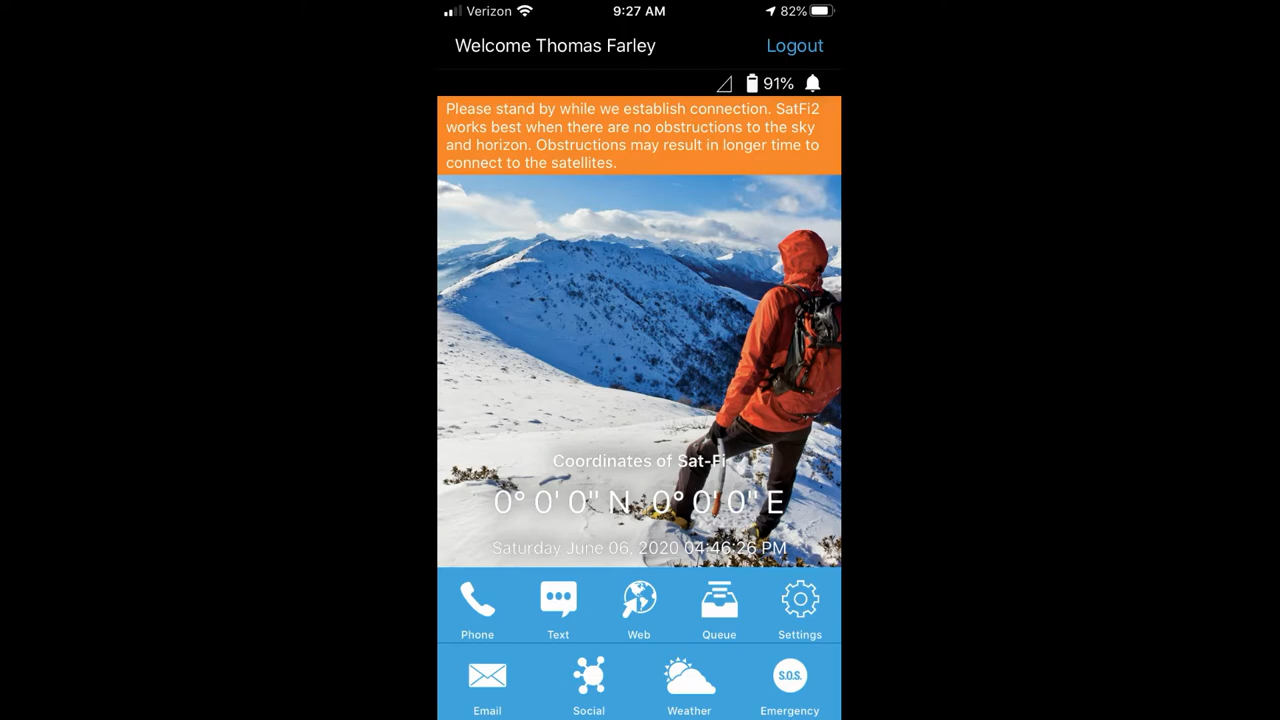 Verizon 9:27 AM 82%
Welcome Thomas Farley Logout
91%
Please stand by while we establish connection. SatFi2
works best when there are no obstructions to the sky
and horizon. Obstructions may result in longer time to
connect to the satellites.
Coordinates of Sat-Fi
0° 0' 0" N 0° 0' 0" E
Saturday June 06, 2020 04:46:26 PM
Phone Text Web Queue Settings
S.O.S.
Email Social Weather Emergency